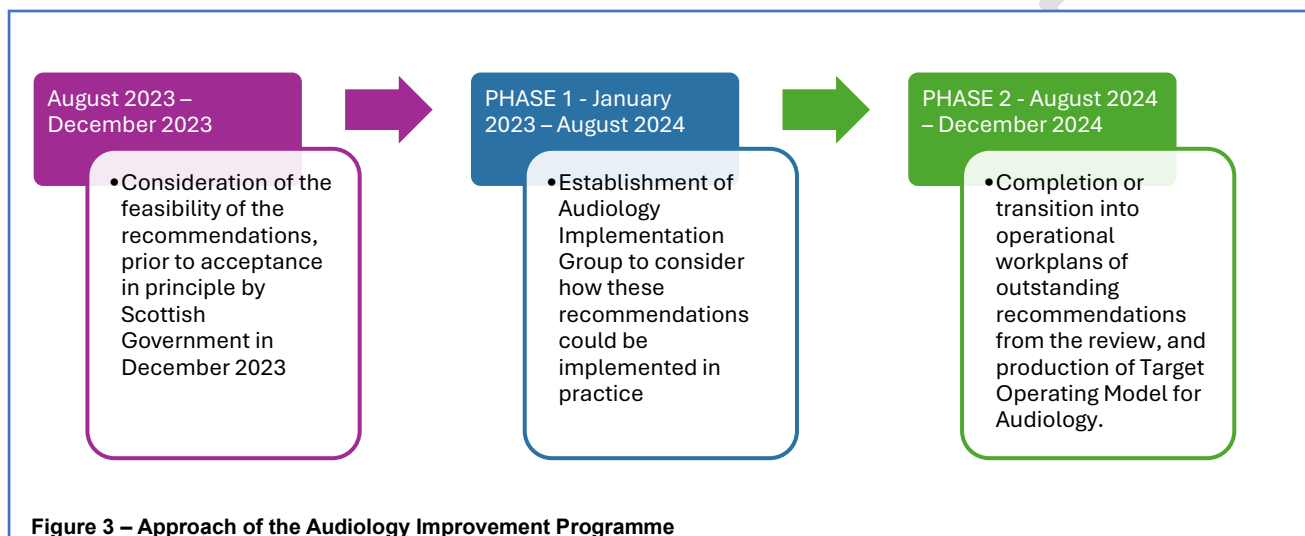 August 2023 –
December 2023
•Consideration of the
feasibility of the
recommendations,
prior to acceptance
in principle by
Scottish
Government in
December 2023
PHASE 1 - January
2023 – August 2024
•Establishment of
Audiology
Implementation
Group to consider
how these
recommendations
could be
implemented in
practice
PHASE 2 - August 2024
– December 2024
•Completion or
transition into
operational
workplans of
outstanding
recommendations
from the review, and
production of Target
Operating Model for
Audiology.
Figure 3 – Approach of the Audiology Improvement Programme